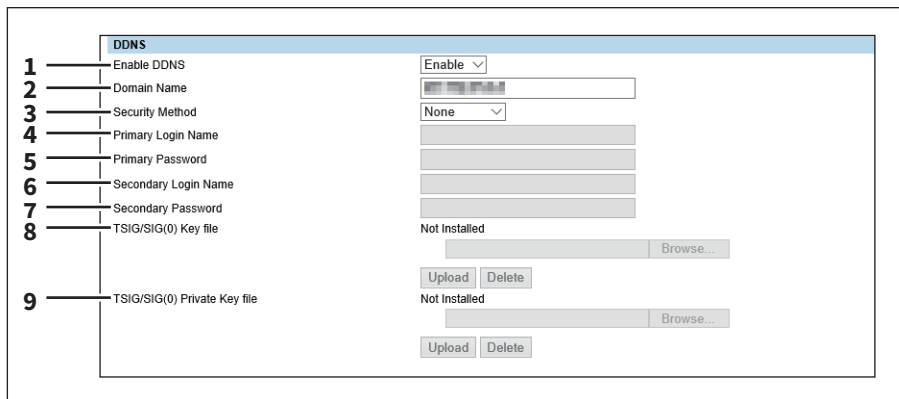 DDNS
1 Enable DDNS Enable
2 Domain Name
3 Security Method None
4 Primary Login Name
5 Primary Password
6 Secondary Login Name
7 Secondary Password
8 TSIG/SIG(0) Key file Not Installed
Browse...
Upload Delete
9 TSIG/SIG(0) Private Key file Not Installed
Browse...
Upload Delete